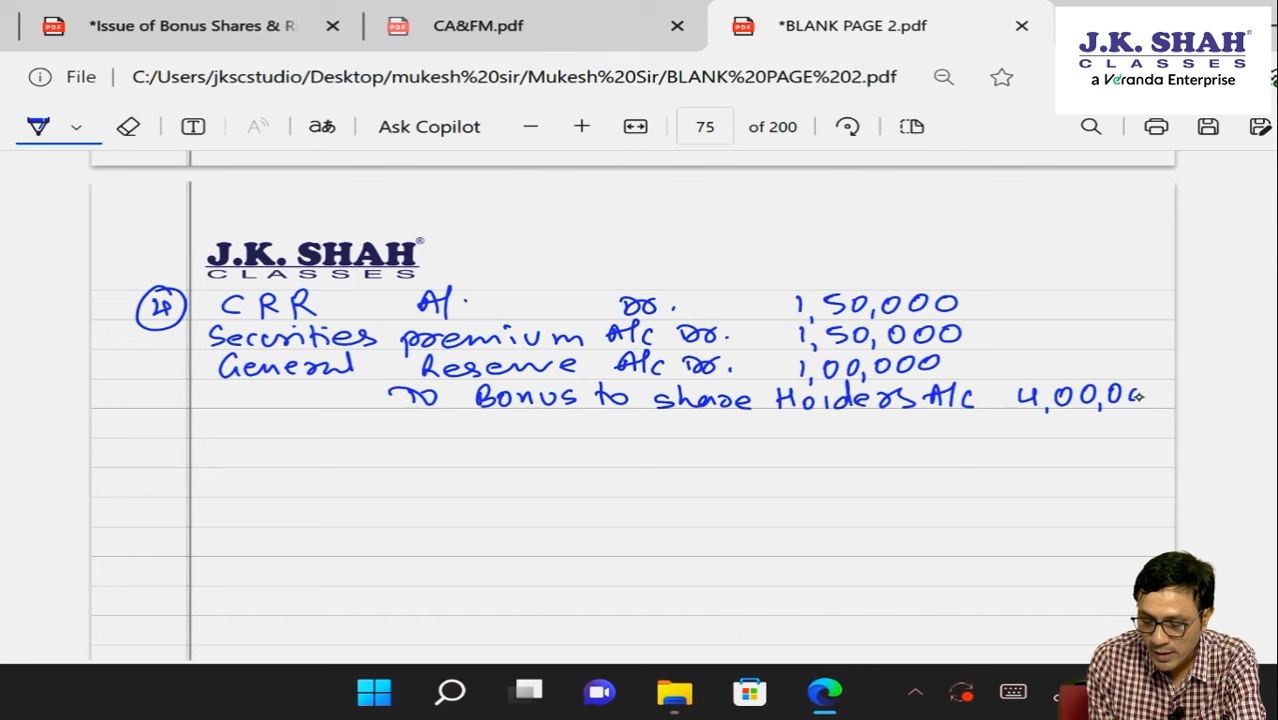 *Issue of Bonus Shares & Ri
CA&FM.pdf
*BLANK PAGE 2.pdf
J.K. SHAH
CLASSES
a Veranda Enterprise
File
C:/Users/jkscstudio/Desktop/mukesh%20sir/Mukesh%20Sir/BLANK%20PAGE%202.pdf
Ask Copilot
75 of 200
J.K. SHAH®
CLASSES
4 CRR A/. Dr. 1,50,000
Securities premium A/c Dr. 1,50,000
General Reserve A/c Dr. 1,00,000
To Bonus to share Holders A/c 4,00,00